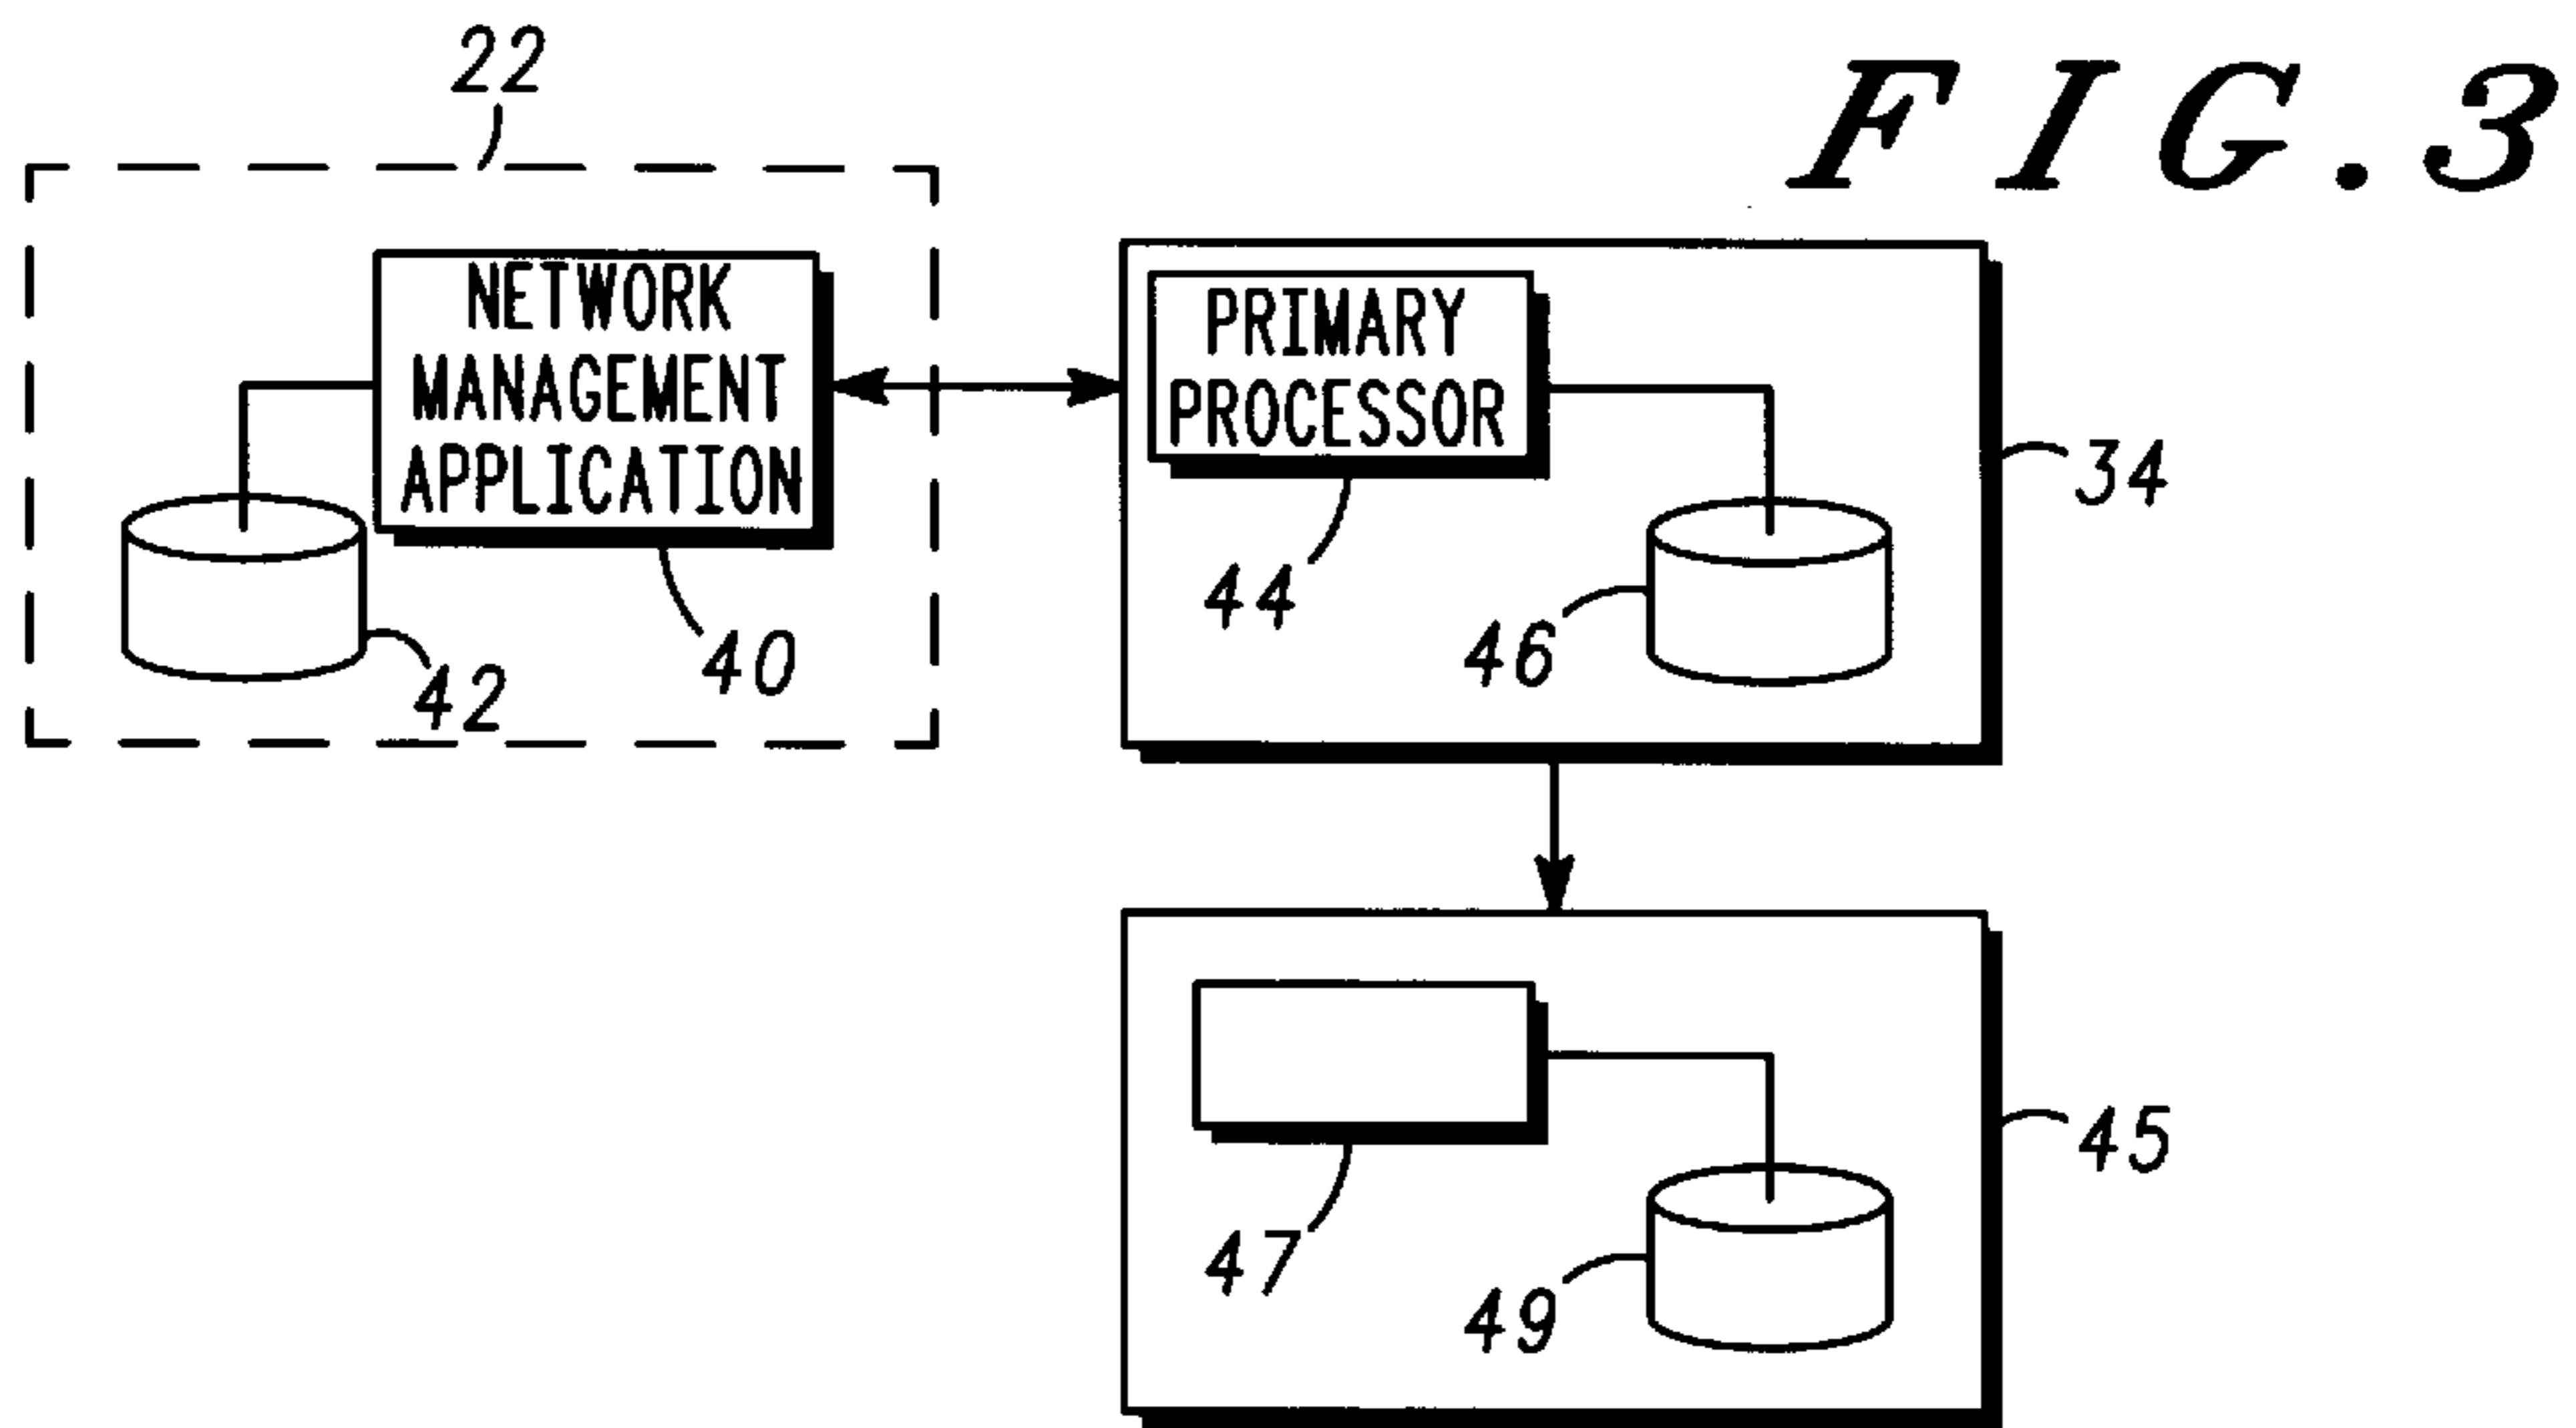 22
FIG.3
NETWORK
MANAGEMENT
APPLICATION
PRIMARY
PROCESSOR
34
44
46
40
42
45
47
49